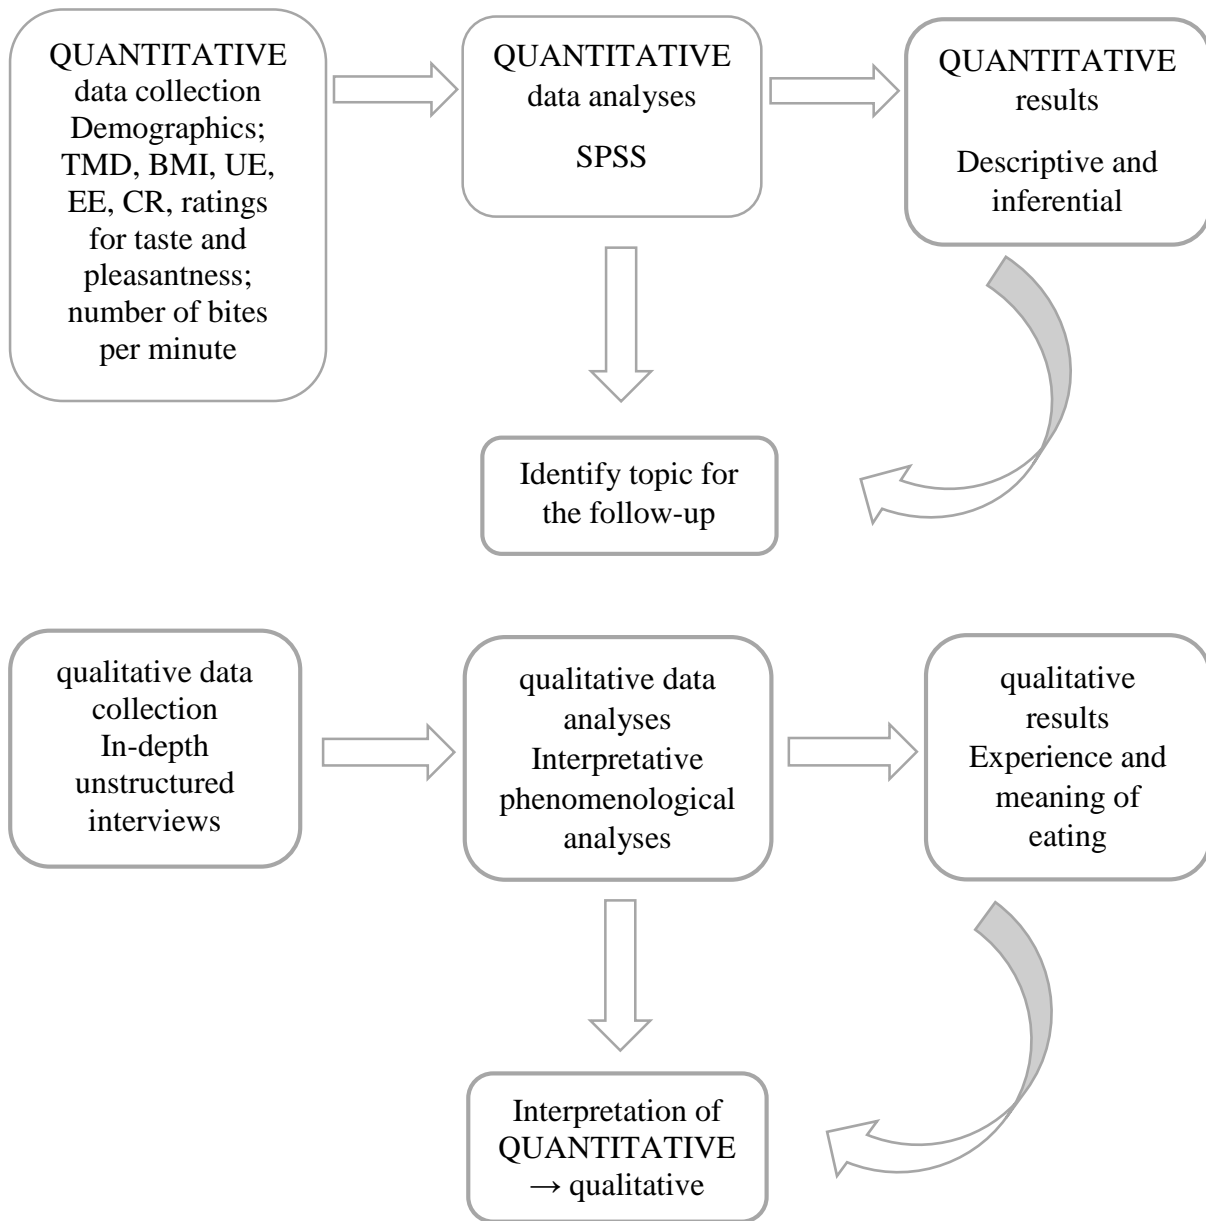 QUANTITATIVE
data collection
Demographics;
TMD, BMI, UE,
EE, CR, ratings
for taste and
pleasantness;
number of bites
per minute
QUANTITATIVE
data analyses
SPSS
QUANTITATIVE
results
Descriptive and
inferential
Identify topic for
the follow-up
qualitative data
collection
In-depth
unstructured
interviews
qualitative data
analyses
Interpretative
phenomenological
analyses
qualitative
results
Experience and
meaning of
eating
Interpretation of
QUANTITATIVE
→ qualitative